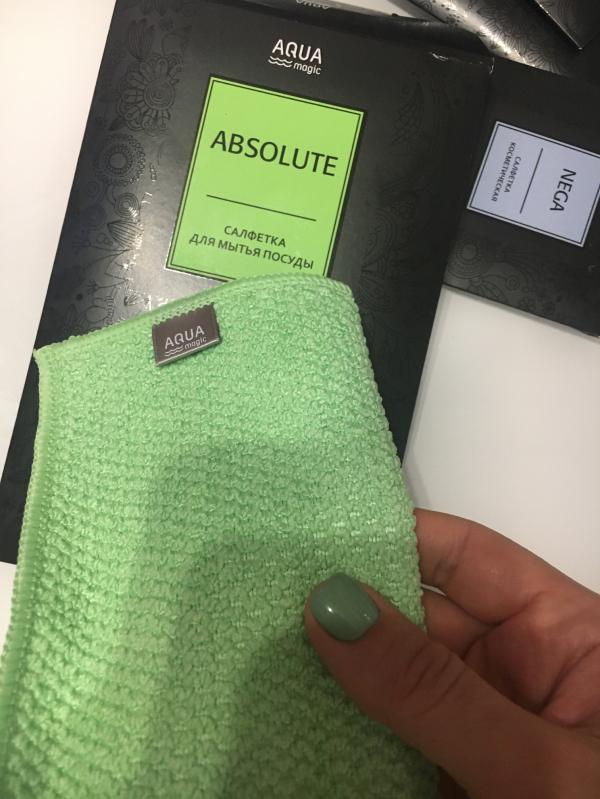 AQUA
magic
ABSOLUTE
САЛФЕТКА
ДЛЯ МЫТЬЯ ПОСУДЫ
AQUA
magic
NEGA
САЛФЕТКА
КОСМЕТИЧЕСКАЯ